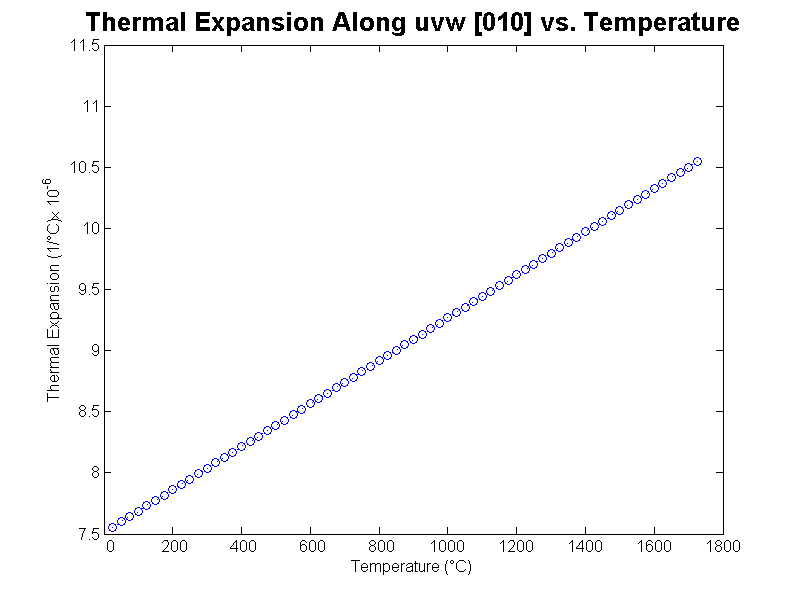 Thermal Expansion Along uvw [010] vs. Temperature
11.5
11
10.5
10
9.5
9
8.5
8
7.5
Thermal Expansion (1/°C)× 10⁻⁶
0 200 400 600 800 1000 1200 1400 1600 1800
Temperature (°C)